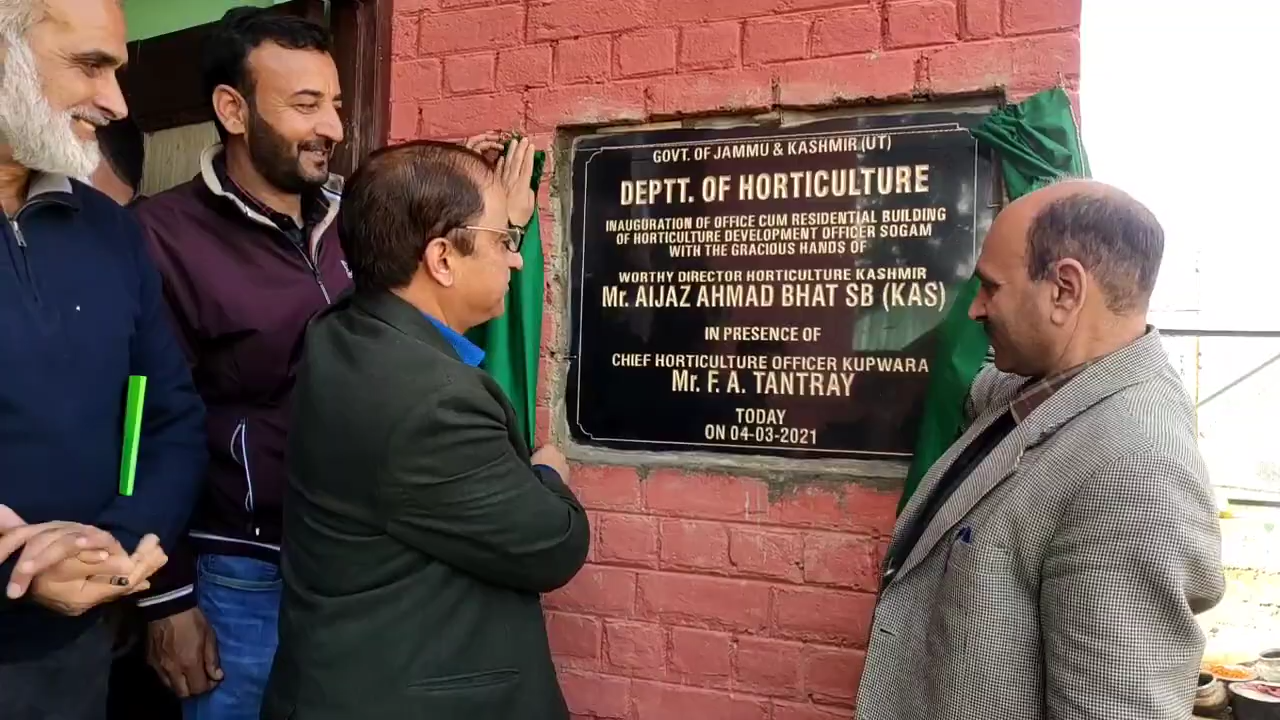 GOVT. OF JAMMU & KASHMIR (UT)
DEPTT. OF HORTICULTURE
INAUGURATION OF OFFICE CUM RESIDENTIAL BUILDING
OF HORTICULTURE DEVELOPMENT OFFICER SOGAM
WITH THE GRACIOUS HANDS OF
WORTHY DIRECTOR HORTICULTURE KASHMIR
Mr. AIJAZ AHMAD BHAT SB (KAS)
IN PRESENCE OF
CHIEF HORTICULTURE OFFICER KUPWARA
Mr. F. A. TANTRAY
TODAY
ON 04-03-2021